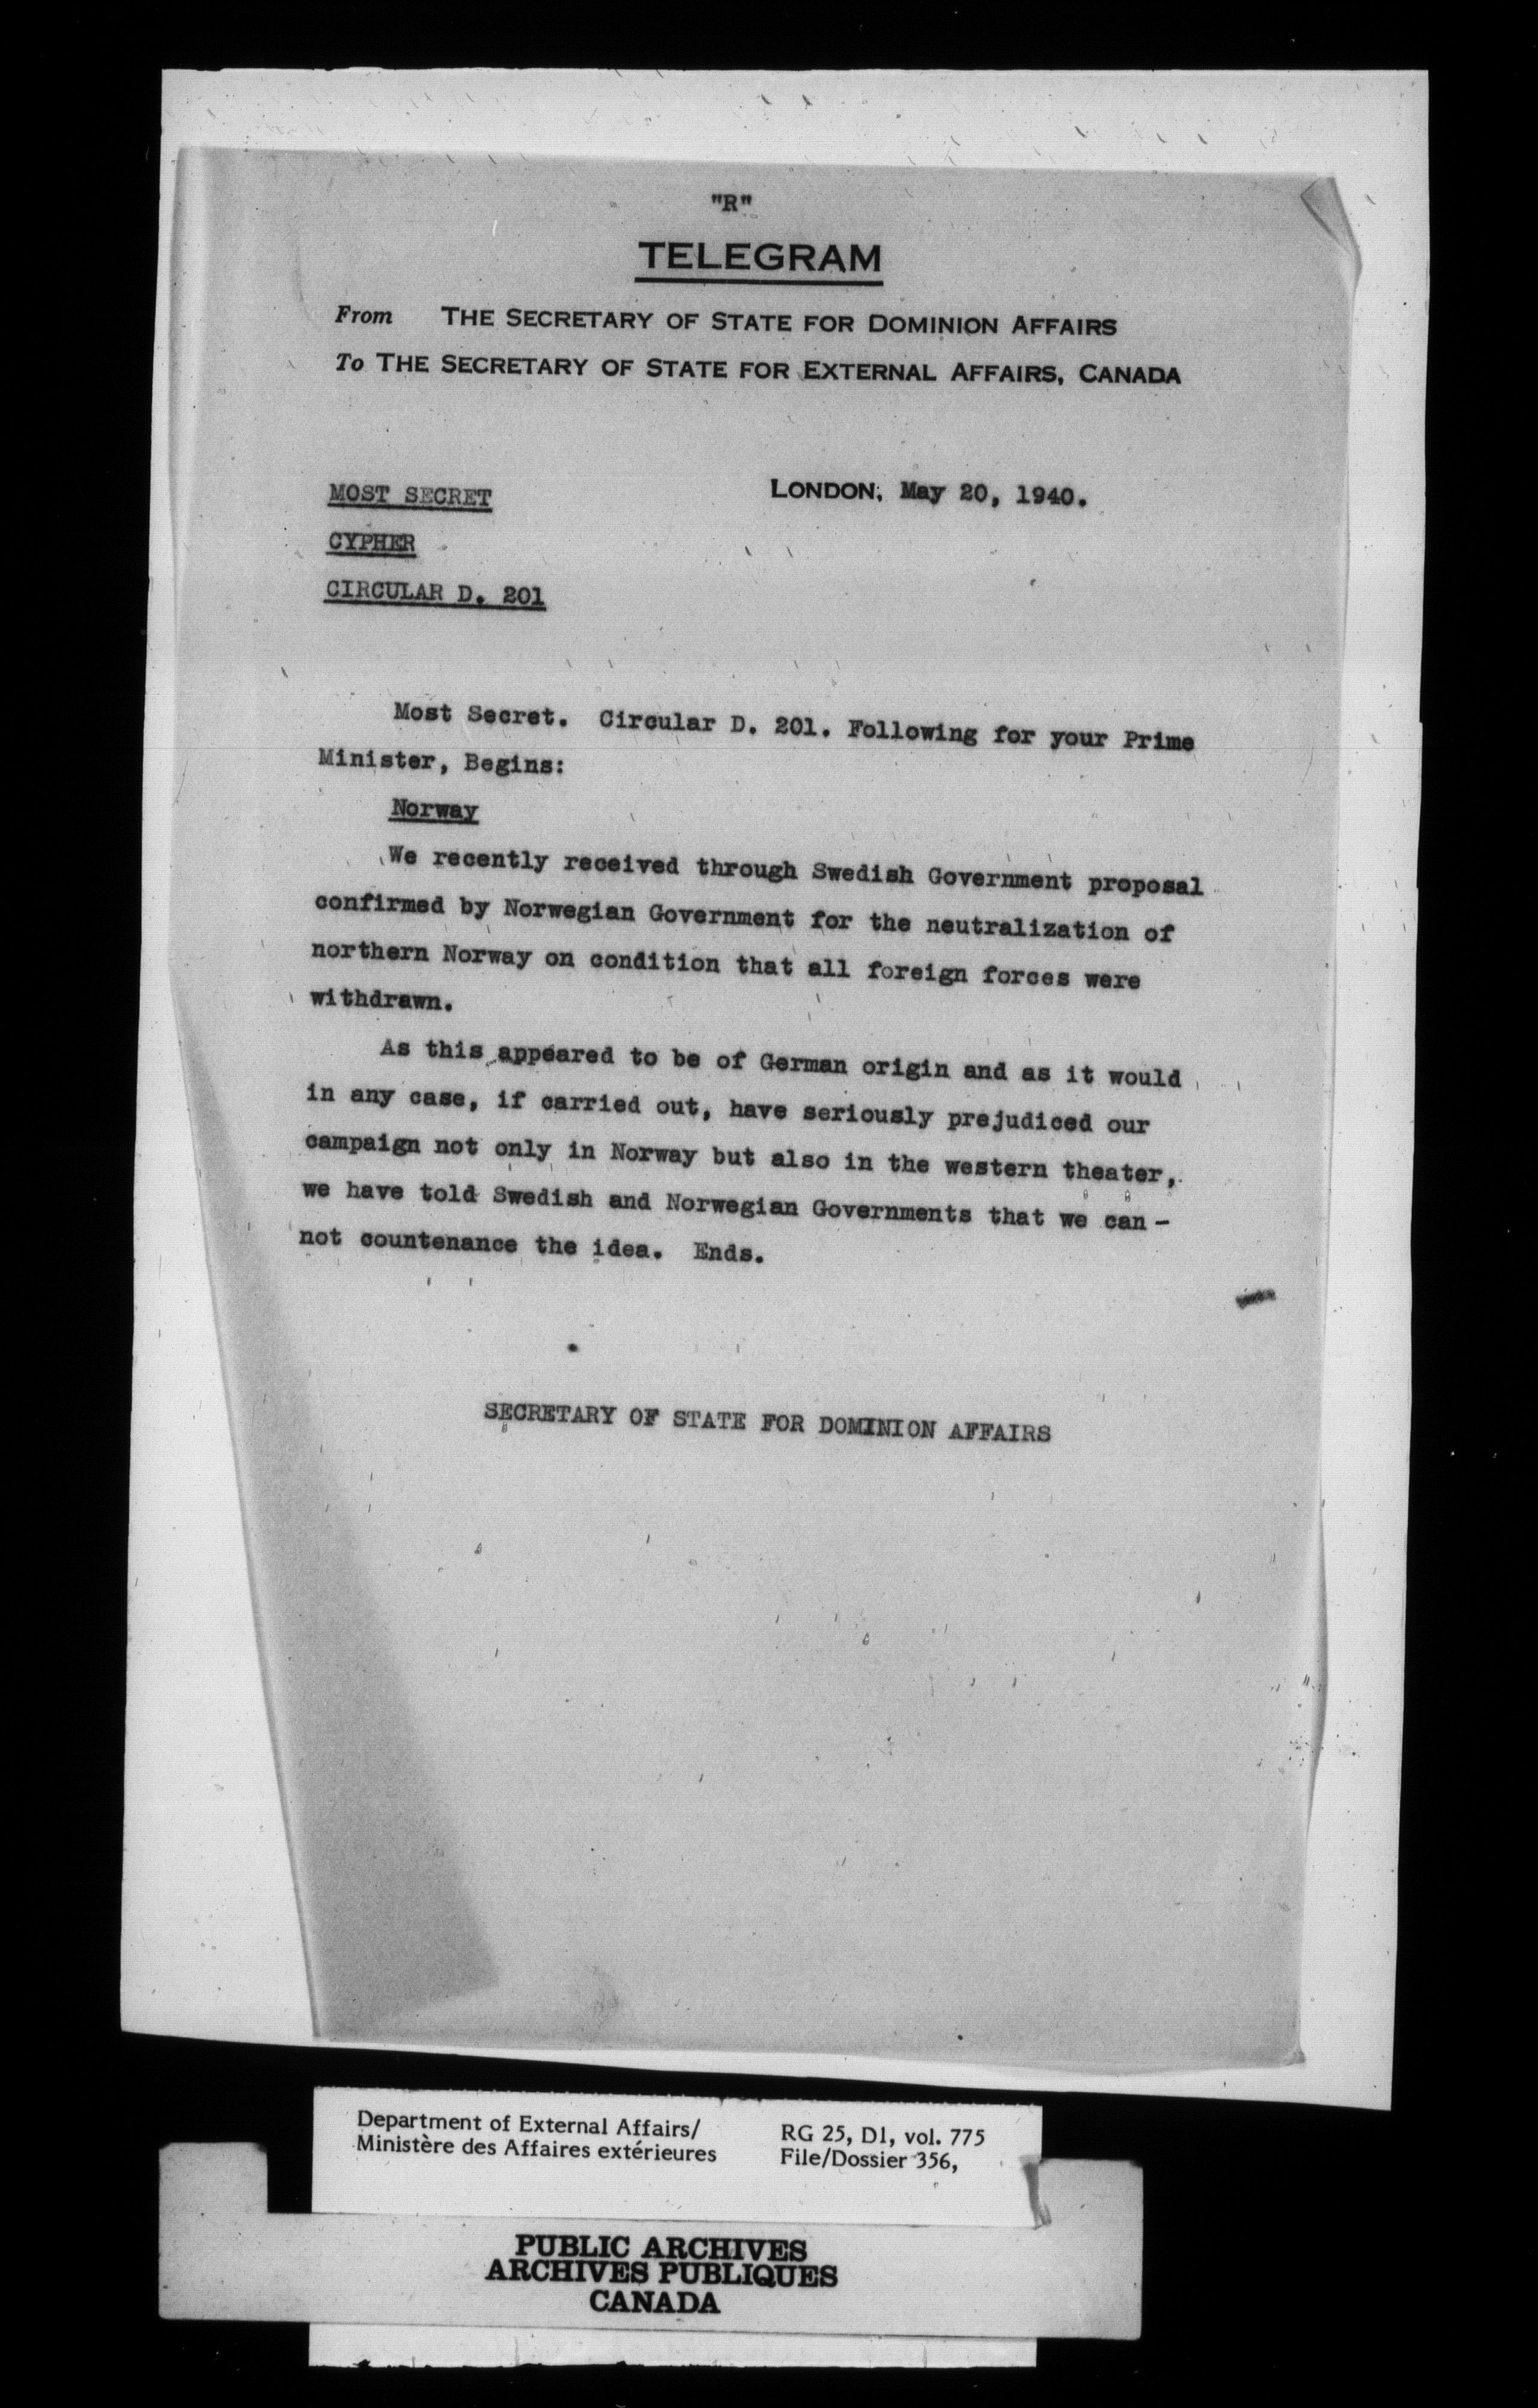 "R"
TELEGRAM
From THE SECRETARY OF STATE FOR DOMINION AFFAIRS
To THE SECRETARY OF STATE FOR EXTERNAL AFFAIRS, CANADA
MOST SECRET
LONDON, May 20, 1940.
CYPHER
CIRCULAR D. 201
Most Secret. Circular D. 201. Following for your Prime
Minister, Begins:
Norway
We recently received through Swedish Government proposal
confirmed by Norwegian Government for the neutralization of
northern Norway on condition that all foreign forces were
withdrawn.
As this appeared to be of German origin and as it would
in any case, if carried out, have seriously prejudiced our
campaign not only in Norway but also in the western theater,
we have told Swedish and Norwegian Governments that we can-
not countenance the idea. Ends.
SECRETARY OF STATE FOR DOMINION AFFAIRS
Department of External Affairs/
Ministère des Affaires extérieures
RG 25, D1, vol. 775
File/Dossier 356,
PUBLIC ARCHIVES
ARCHIVES PUBLIQUES
CANADA